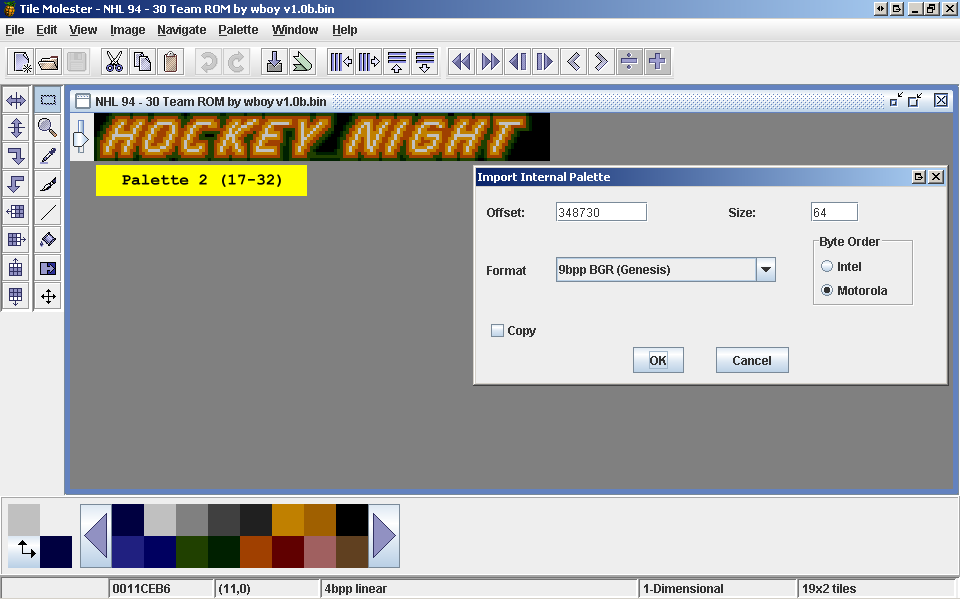 Tile Molester - NHL 94 - 30 Team ROM by wboy v1.0b.bin
File Edit View Image Navigate Palette Window Help
NHL 94 - 30 Team ROM by wboy v1.0b.bin
HOCKEY NIGHT
Palette 2 (17-32)
Import Internal Palette
Offset: 348730 Size: 64
Byte Order
Format 9bpp BGR (Genesis) Intel
Motorola
Copy
OK Cancel
0011CEB6 (11,0) 4bpp linear 1-Dimensional 19x2 tiles